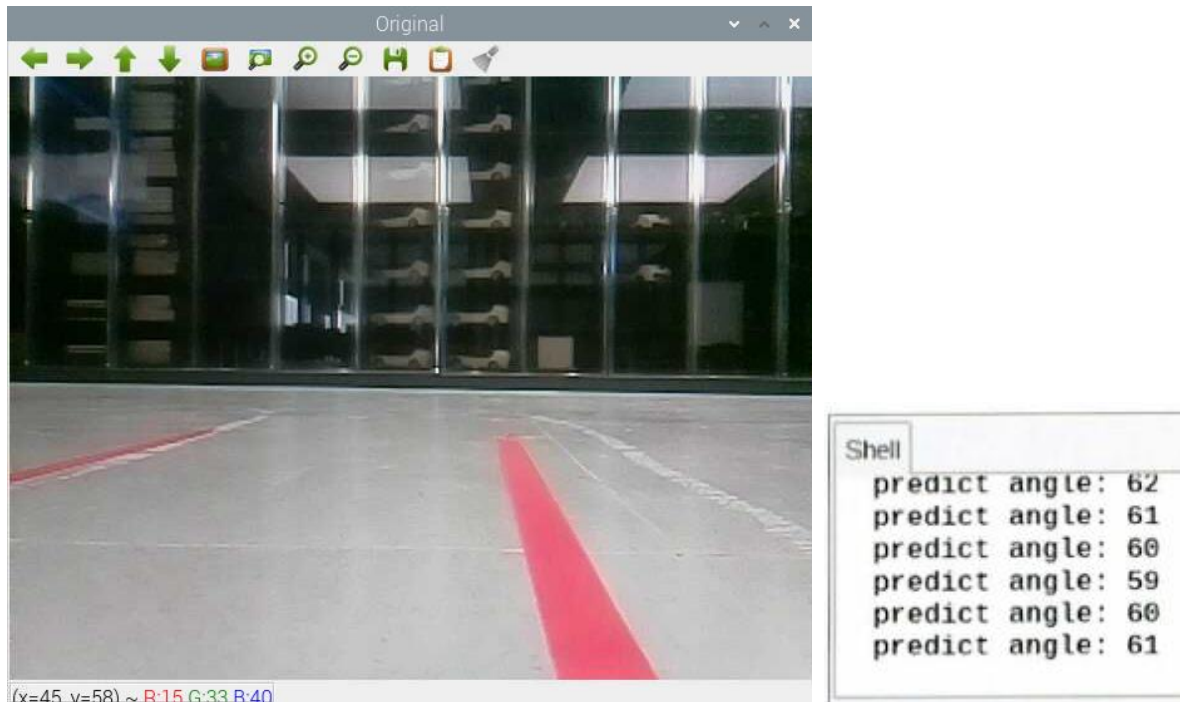 Original
(x=45, y=58) ~ R:15 G:33 B:40
Shell
predict angle: 62
predict angle: 61
predict angle: 60
predict angle: 59
predict angle: 60
predict angle: 61